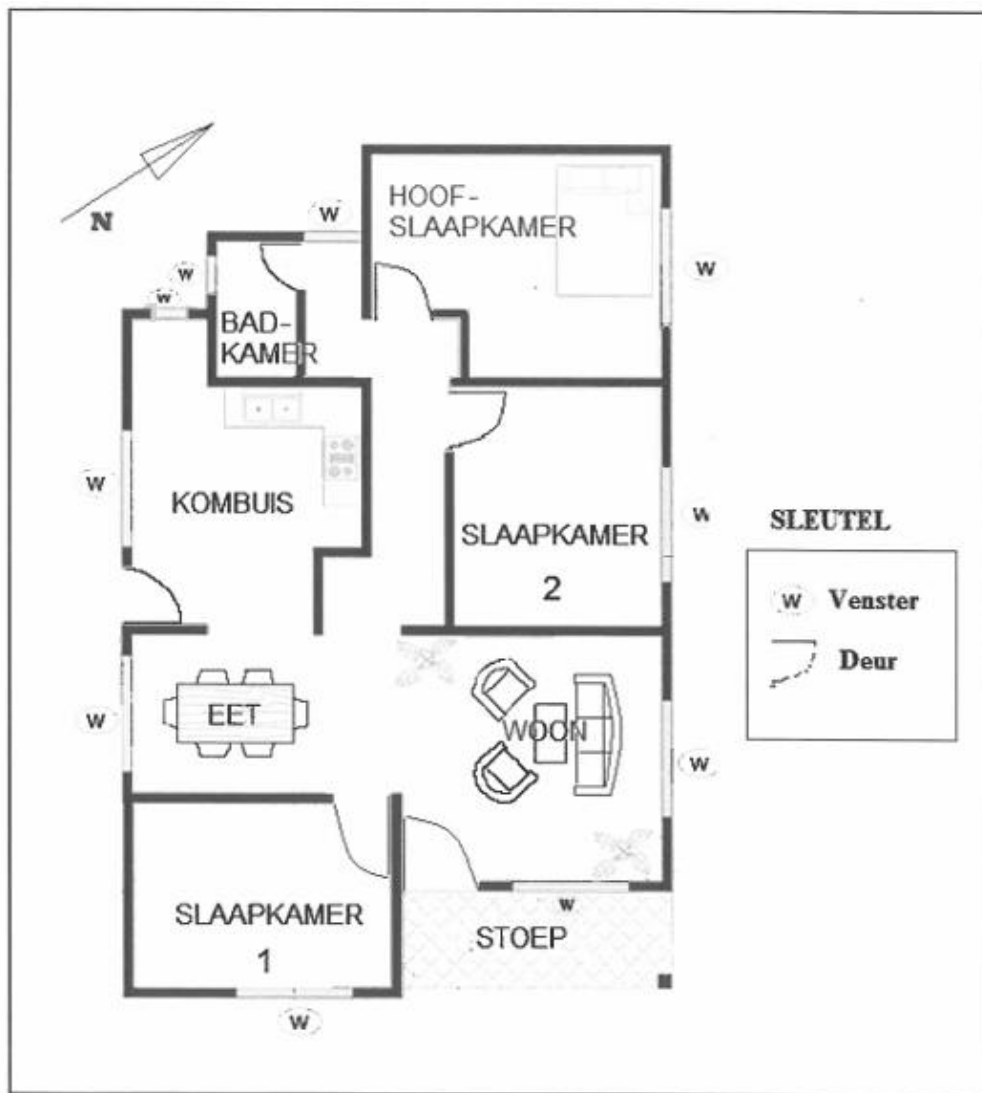 N
W
HOOF-
SLAAPKAMER
W
W
W
BAD-
KAMER
W
KOMBUIS
W
SLAAPKAMER
2
SLEUTEL
W Venster
Deur
W
EET
WOON
W
W
SLAAPKAMER
1
W
STOEP
W